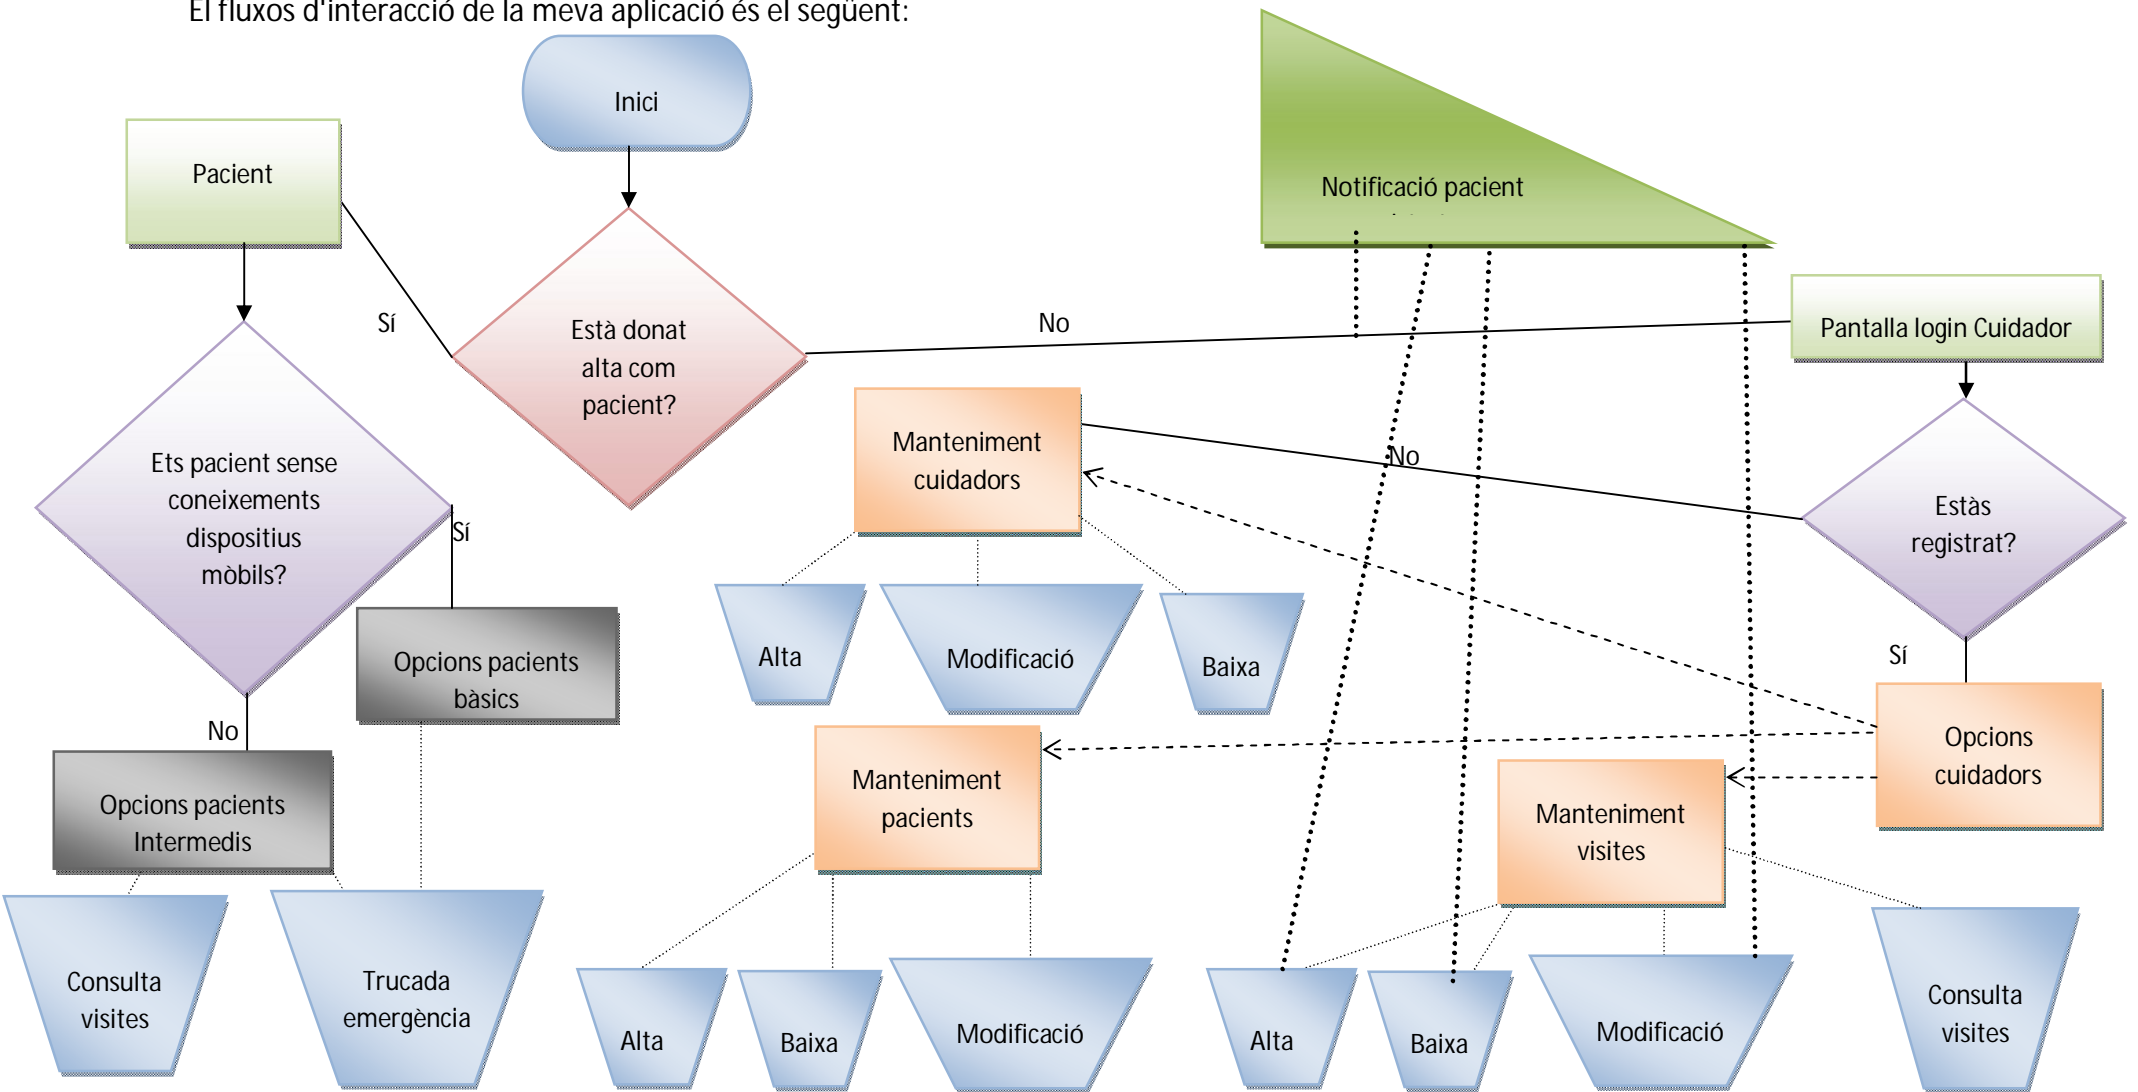 El fluxos d'interacció de la meva aplicació és el següent:
Inici
Pacient
Notificació pacient
Sí
Està donat
alta com
pacient?
No
Pantalla login Cuidador
Ets pacient sense
coneixements
dispositius
mòbils?
Sí
Manteniment
cuidadors
No
Estàs
registrat?
Sí
Opcions pacients
bàsics
Alta
Modificació
Baixa
No
Opcions pacients
Intermedis
Manteniment
pacients
Manteniment
visites
Opcions
cuidadors
Consulta
visites
Trucada
emergència
Alta
Baixa
Modificació
Alta
Baixa
Modificació
Consulta
visites